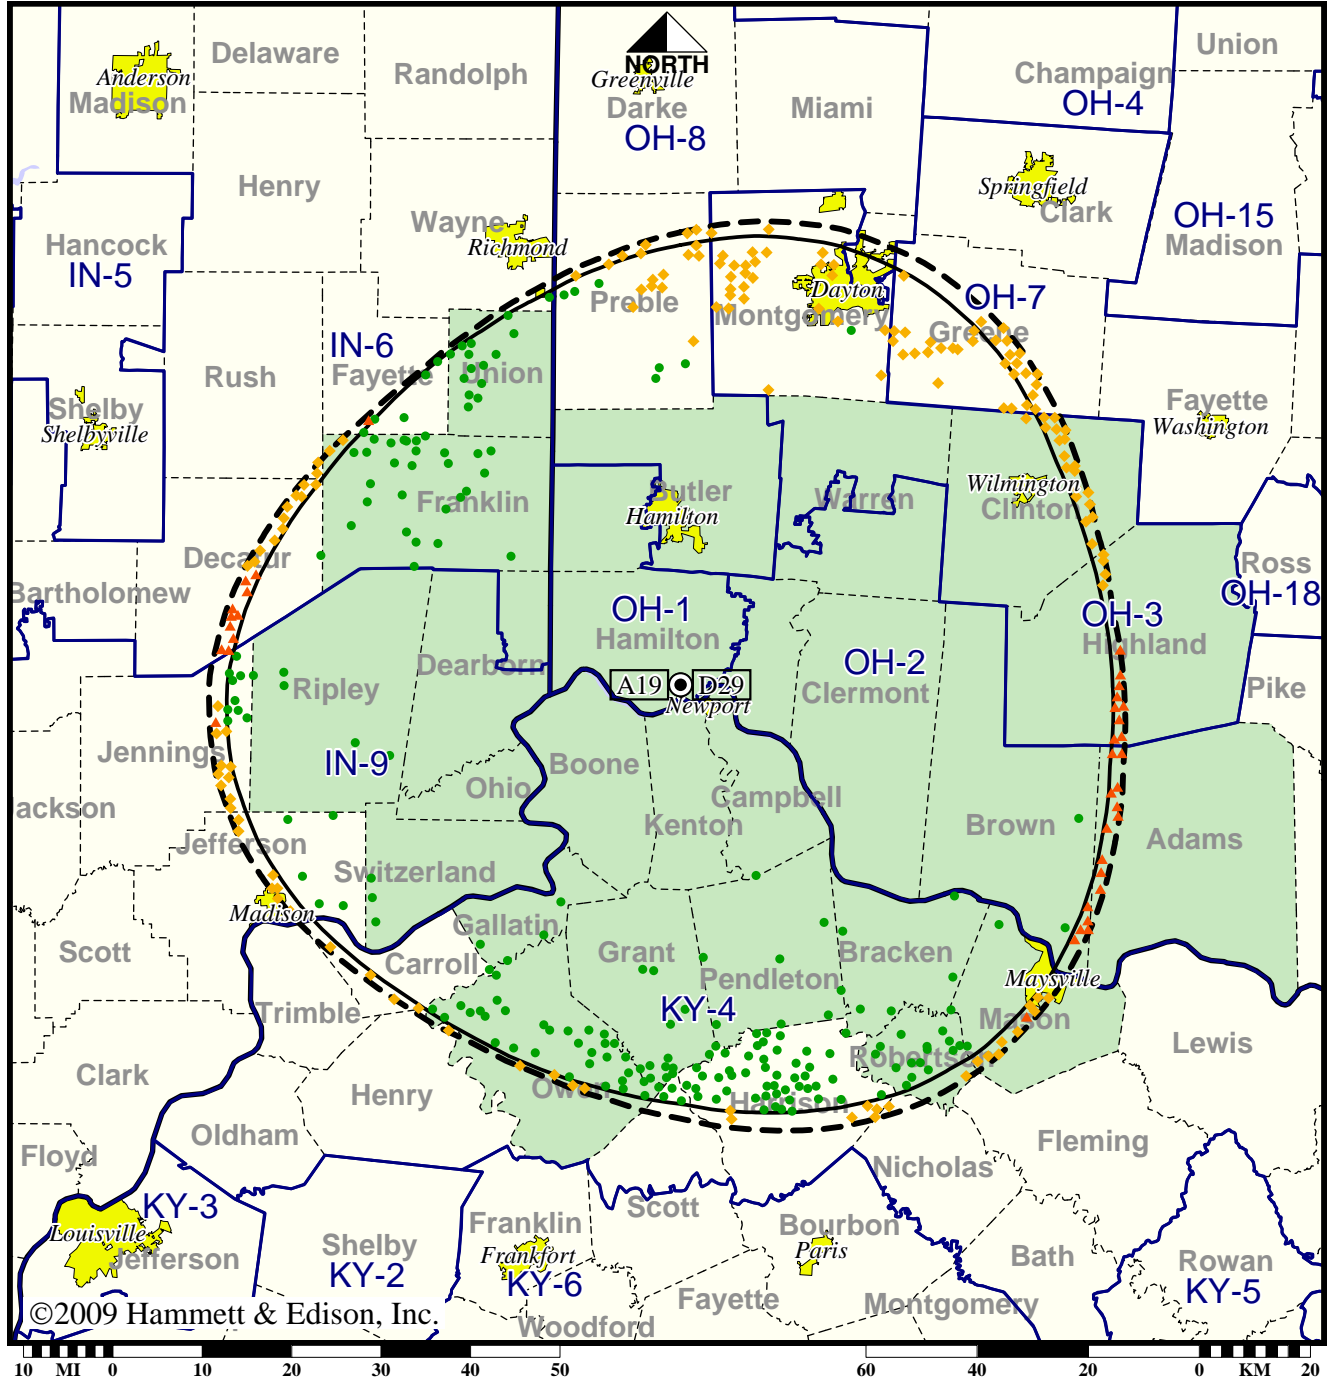 Delaware
Union
Anderson
Madison
Randolph
NORTH
Greenville
Darke
OH-8
Miami
Champaign
OH-4
Henry
Springfield
Clark
OH-15
Madison
Wayne
Richmond
Hancock
IN-5
Dayton
Preble
Montgomery
OH-7
Greene
IN-6
Fayette
Union
Rush
Shelby
Shelbyville
Fayette
Washington
Franklin
Butler
Hamilton
Warren
Wilmington
Clinton
Decatur
Bartholomew
Ross
OH-18
OH-1
Hamilton
OH-3
Highland
Dearborn
Ripley
OH-2
Clermont
A19
D29
Newport
Pike
Jennings
IN-9
Boone
Ohio
Campbell
Kenton
ackson
Brown
Adams
Jefferson
Switzerland
Madison
Gallatin
Scott
Carroll
Grant
Pendleton
Bracken
Maysville
KY-4
Trimble
Mason
Robertson
Lewis
Clark
Henry
Owen
Harrison
Oldham
Floyd
Fleming
Nicholas
KY-3
Louisville
Jefferson
Shelby
KY-2
Franklin
Frankfort
KY-6
Scott
Bourbon
Paris
Bath
Rowan
KY-5
Fayette
Montgomery
Woodford
©2009 Hammett & Edison, Inc.
10 MI 0 10 20 30 40 50 60 40 20 0 KM 20